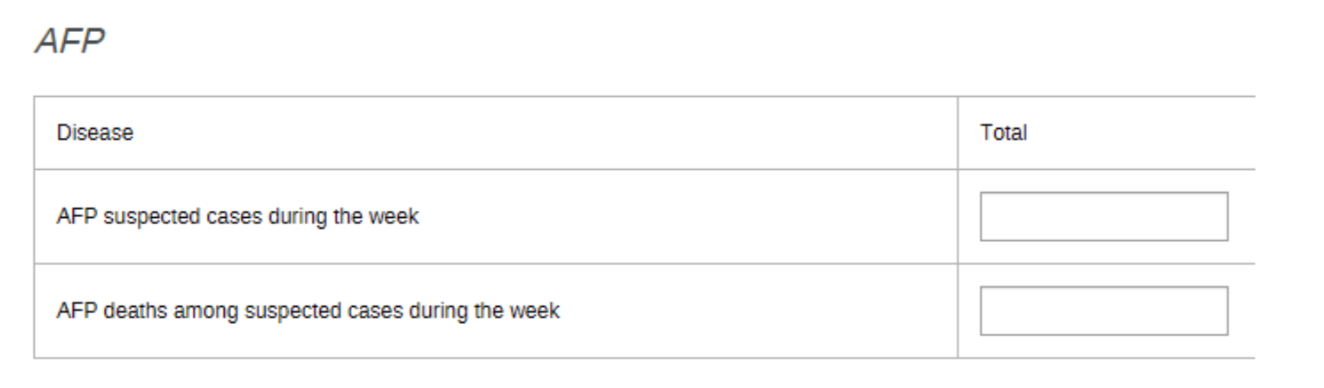 AFP
Disease Total
AFP suspected cases during the week
AFP deaths among suspected cases during the week